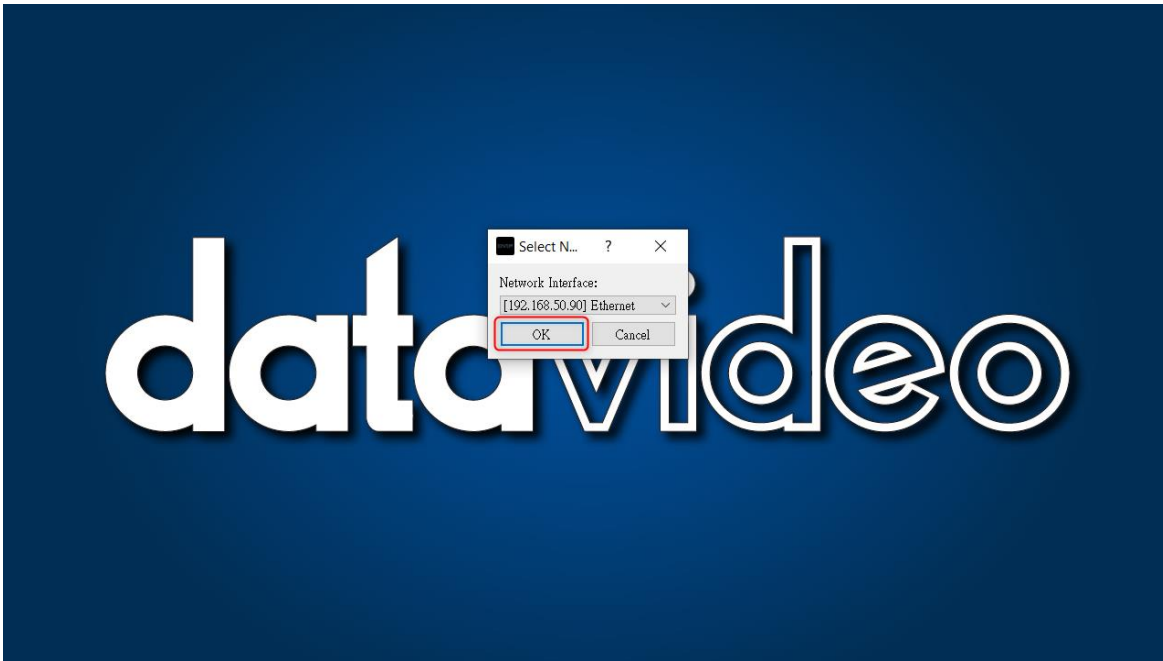 Select N... ?
Network Interface:
[192.168.50.90] Ethernet
OK Cancel
datavideo